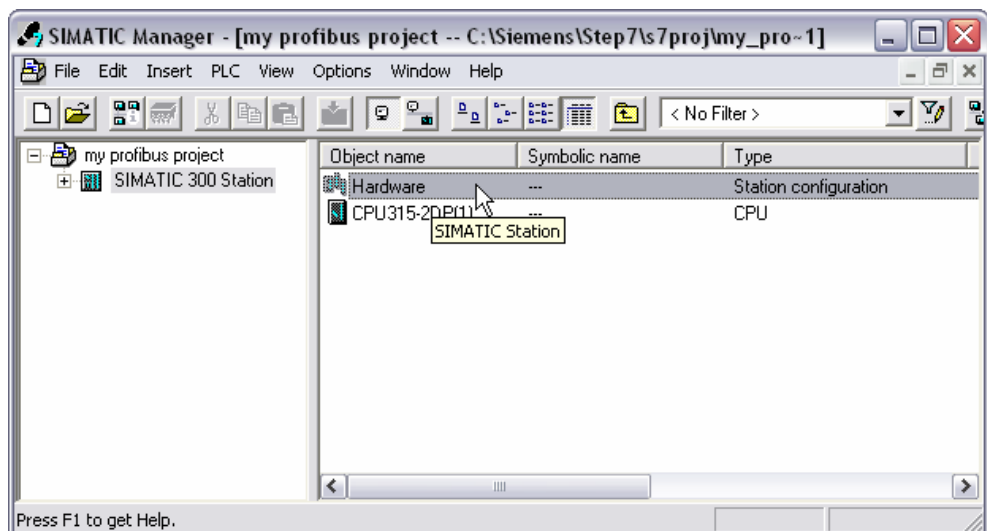 SIMATIC Manager - [my profibus project -- C:\Siemens\Step7\s7proj\my_pro~1]
File Edit Insert PLC View Options Window Help
< No Filter >
my profibus project
SIMATIC 300 Station
Object name Symbolic name Type
Hardware --- Station configuration
CPU315-2DP(1) --- CPU
SIMATIC Station
Press F1 to get Help.